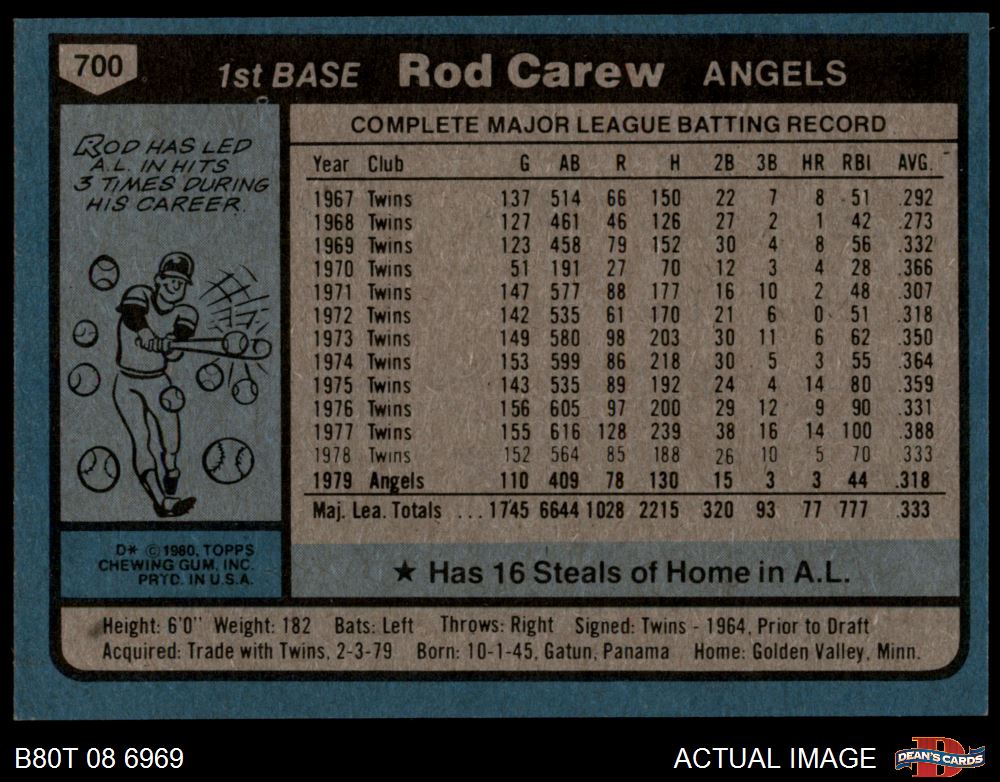 700
1st BASE Rod Carew ANGELS
ROD HAS LED
A.L. IN HITS
3 TIMES DURING
HIS CAREER.
COMPLETE MAJOR LEAGUE BATTING RECORD
Year Club G AB R H 2B 3B HR RBI AVG.
1967 Twins 137 514 66 150 22 7 8 51 .292
1968 Twins 127 461 46 126 27 2 1 42 .273
1969 Twins 123 458 79 152 30 4 8 56 .332
1970 Twins 51 191 27 70 12 3 4 28 .366
1971 Twins 147 577 88 177 16 10 2 48 .307
1972 Twins 142 535 61 170 21 6 0 51 .318
1973 Twins 149 580 98 203 30 11 6 62 .350
1974 Twins 153 599 86 218 30 5 3 55 .364
1975 Twins 143 535 89 192 24 4 14 80 .359
1976 Twins 156 605 97 200 29 12 9 90 .331
1977 Twins 155 616 128 239 38 16 14 100 .388
1978 Twins 152 564 85 188 26 10 5 70 .333
1979 Angels 110 409 78 130 15 3 3 44 .318
Maj. Lea. Totals ... 1745 6644 1028 2215 320 93 77 777 .333
D* © 1980, TOPPS
CHEWING GUM, INC.
PRTD. IN U.S.A.
★ Has 16 Steals of Home in A.L.
Height: 6'0" Weight: 182 Bats: Left Throws: Right Signed: Twins - 1964, Prior to Draft
Acquired: Trade with Twins, 2-3-79 Born: 10-1-45, Gatun, Panama Home: Golden Valley, Minn.
B80T 08 6969
ACTUAL IMAGE
D
DEAN'S CARDS